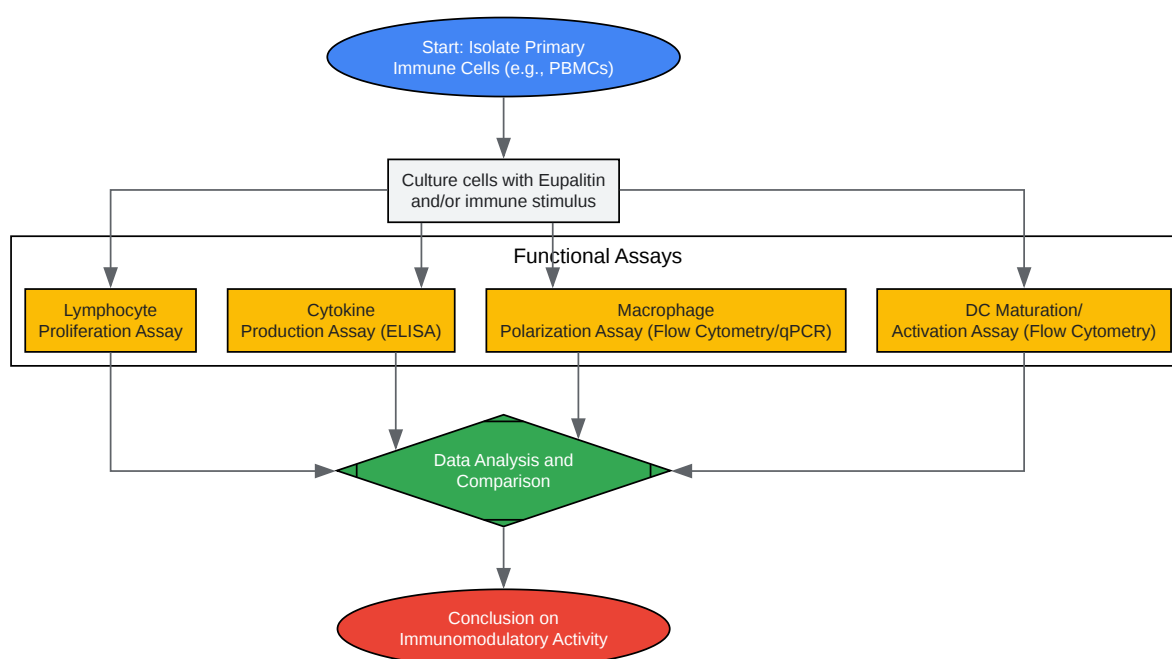 Start: Isolate Primary
Immune Cells (e.g., PBMCs)
Culture cells with Eupalitin
and/or immune stimulus
Functional Assays
Lymphocyte
Proliferation Assay
Cytokine
Production Assay (ELISA)
Macrophage
Polarization Assay (Flow Cytometry/qPCR)
DC Maturation/
Activation Assay (Flow Cytometry)
Data Analysis and
Comparison
Conclusion on
Immunomodulatory Activity